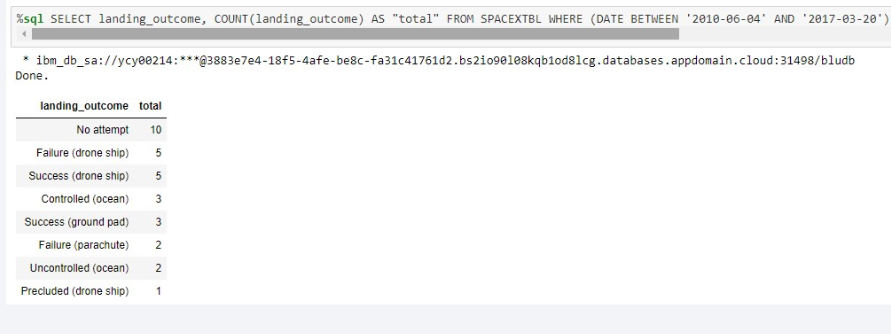 %sql SELECT landing_outcome, COUNT(landing_outcome) AS "total" FROM SPACEXTBL WHERE (DATE BETWEEN '2010-06-04' AND '2017-03-20')
* ibm_db_sa://ycy00214:***@3883e7e4-18f5-4afe-be8c-fa31c41761d2.bs2io90l08kqb1od8lcg.databases.appdomain.cloud:31498/bludb
Done.
landing_outcome total
No attempt 10
Failure (drone ship) 5
Success (drone ship) 5
Controlled (ocean) 3
Success (ground pad) 3
Failure (parachute) 2
Uncontrolled (ocean) 2
Precluded (drone ship) 1